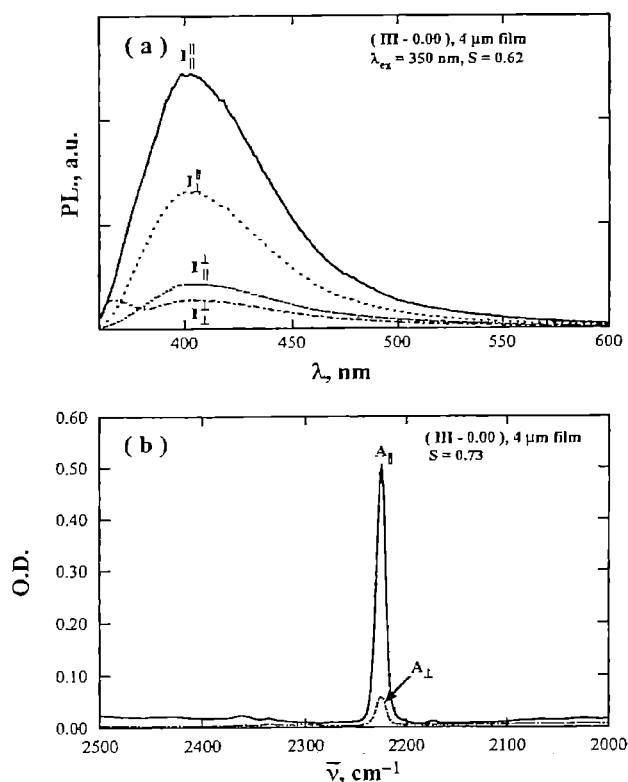 ( a )
I∥∥
( III - 0.00 ), 4 μm film
λex = 350 nm, S = 0.62
I⊥∥
I∥⊥
I⊥⊥
PL., a.u.
400 450 500 550 600
λ, nm
( b )
( III - 0.00 ), 4 μm film
S = 0.73
A∥
A⊥
O.D.
0.60
0.50
0.40
0.30
0.20
0.10
0.00
2500 2400 2300 2200 2100 2000
ν̅, cm⁻¹